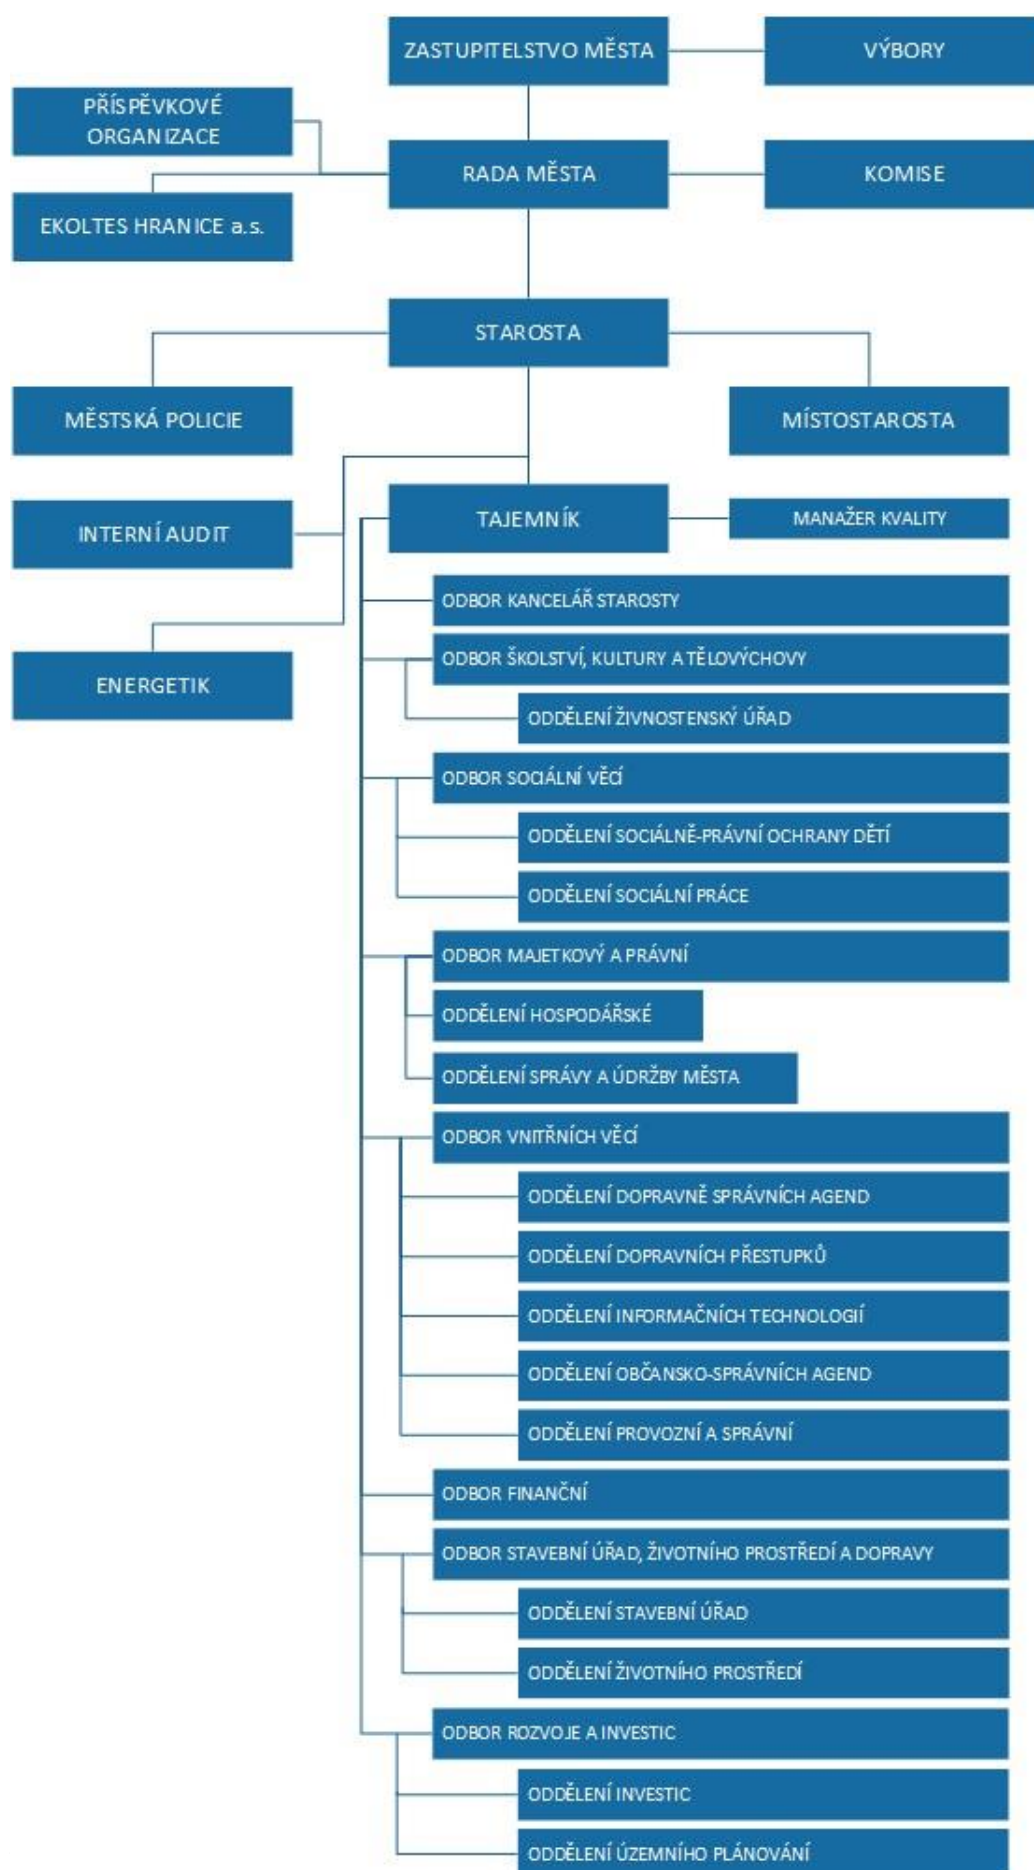 ZASTUPITELSTVO MĚSTA
VÝBORY
PŘÍSPĚVKOVÉ
ORGANIZACE
RADA MĚSTA
KOMISE
EKOLTES HRANICE a.s.
STAROSTA
MĚSTSKÁ POLICIE
MÍSTOSTAROSTA
INTERNÍ AUDIT
TAJEMNÍK
MANAŽER KVALITY
ODBOR KANCELÁŘ STAROSTY
ODBOR ŠKOLSTVÍ, KULTURY A TĚLOVÝCHOVY
ENERGETIK
ODDĚLENÍ ŽIVNOSTENSKÝ ÚŘAD
ODBOR SOCIÁLNÍ VĚCÍ
ODDĚLENÍ SOCIÁLNĚ-PRÁVNÍ OCHRANY DĚTÍ
ODDĚLENÍ SOCIÁLNÍ PRÁCE
ODBOR MAJETKOVÝ A PRÁVNÍ
ODDĚLENÍ HOSPODÁŘSKÉ
ODDĚLENÍ SPRÁVY A ÚDRŽBY MĚSTA
ODBOR VNITŘNÍCH VĚCÍ
ODDĚLENÍ DOPRAVNĚ SPRÁVNÍCH AGEND
ODDĚLENÍ DOPRAVNÍCH PŘESTUPKŮ
ODDĚLENÍ INFORMAČNÍCH TECHNOLOGIÍ
ODDĚLENÍ OBČANSKO-SPRÁVNÍCH AGEND
ODDĚLENÍ PROVOZNÍ A SPRÁVNÍ
ODBOR FINANČNÍ
ODBOR STAVEBNÍ ÚŘAD, ŽIVOTNÍHO PROSTŘEDÍ A DOPRAVY
ODDĚLENÍ STAVEBNÍ ÚŘAD
ODDĚLENÍ ŽIVOTNÍHO PROSTŘEDÍ
ODBOR ROZVOJE A INVESTIC
ODDĚLENÍ INVESTIC
ODDĚLENÍ ÚZEMNÍHO PLÁNOVÁNÍ